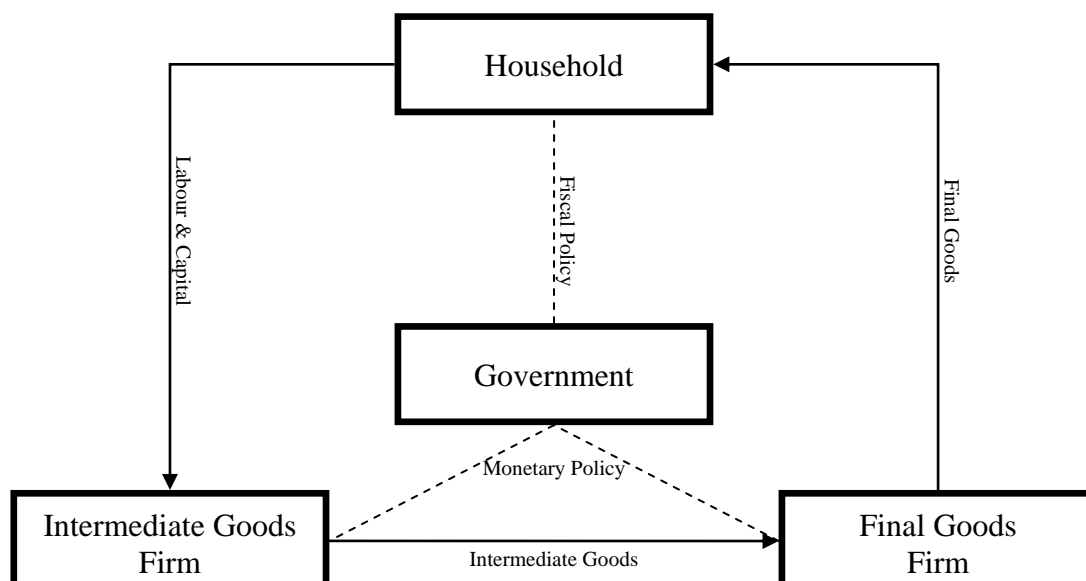 Household
Labour & Capital
Fiscal Policy
Final Goods
Government
Monetary Policy
Intermediate Goods
Firm
Intermediate Goods
Final Goods
Firm